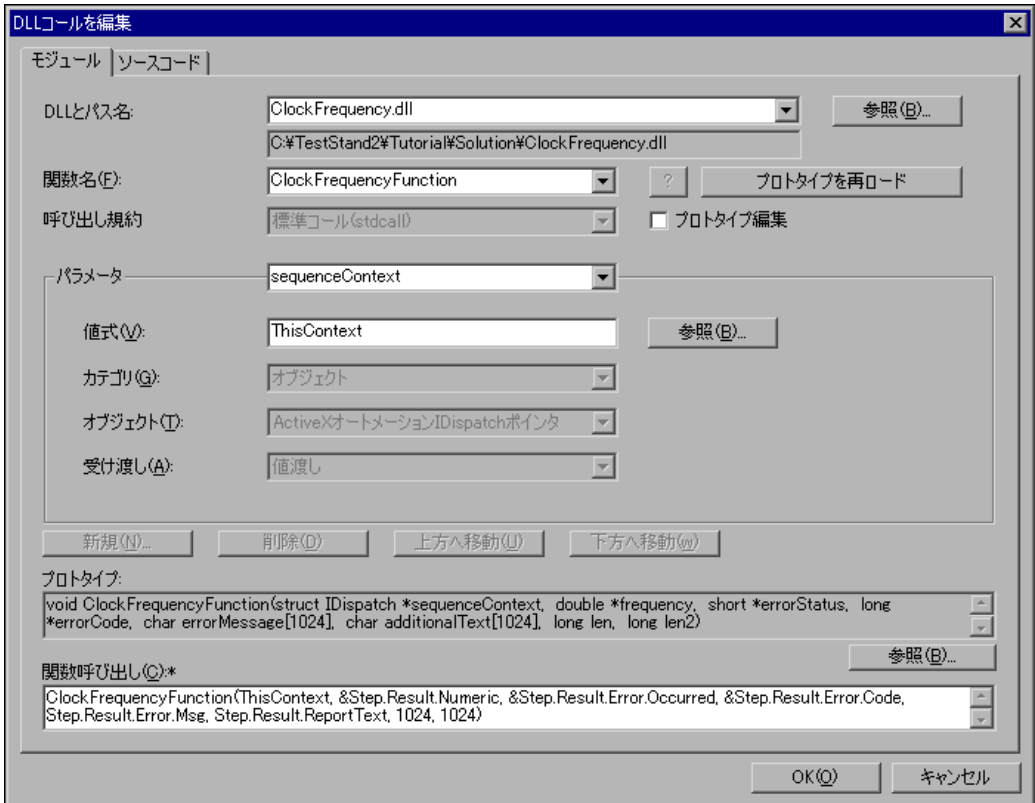 DLLコールを編集
モジュール ソースコード
DLLとパス名: ClockFrequency.dll 参照(B)...
C:¥TestStand2¥Tutorial¥Solution¥ClockFrequency.dll
関数名(F): ClockFrequencyFunction ? プロトタイプを再ロード
呼び出し規約 標準コール(stdcall) プロトタイプ編集
パラメータ sequenceContext
値式(V): ThisContext 参照(B)...
カテゴリ(G): オブジェクト
オブジェクト(T): ActiveXオートメーションIDispatchポインタ
受け渡し(A): 値渡し
新規(N)... 削除(D) 上方へ移動(U) 下方へ移動(w)
プロトタイプ:
void ClockFrequencyFunction(struct IDispatch *sequenceContext, double *frequency, short *errorStatus, long
*errorCode, char errorMessage[1024], char additionalText[1024], long len, long len2)
参照(B)...
関数呼び出し(C):*
ClockFrequencyFunction(ThisContext, &Step.Result.Numeric, &Step.Result.Error.Occurred, &Step.Result.Error.Code,
Step.Result.Error.Msg, Step.Result.ReportText, 1024, 1024)
OK(O) キャンセル